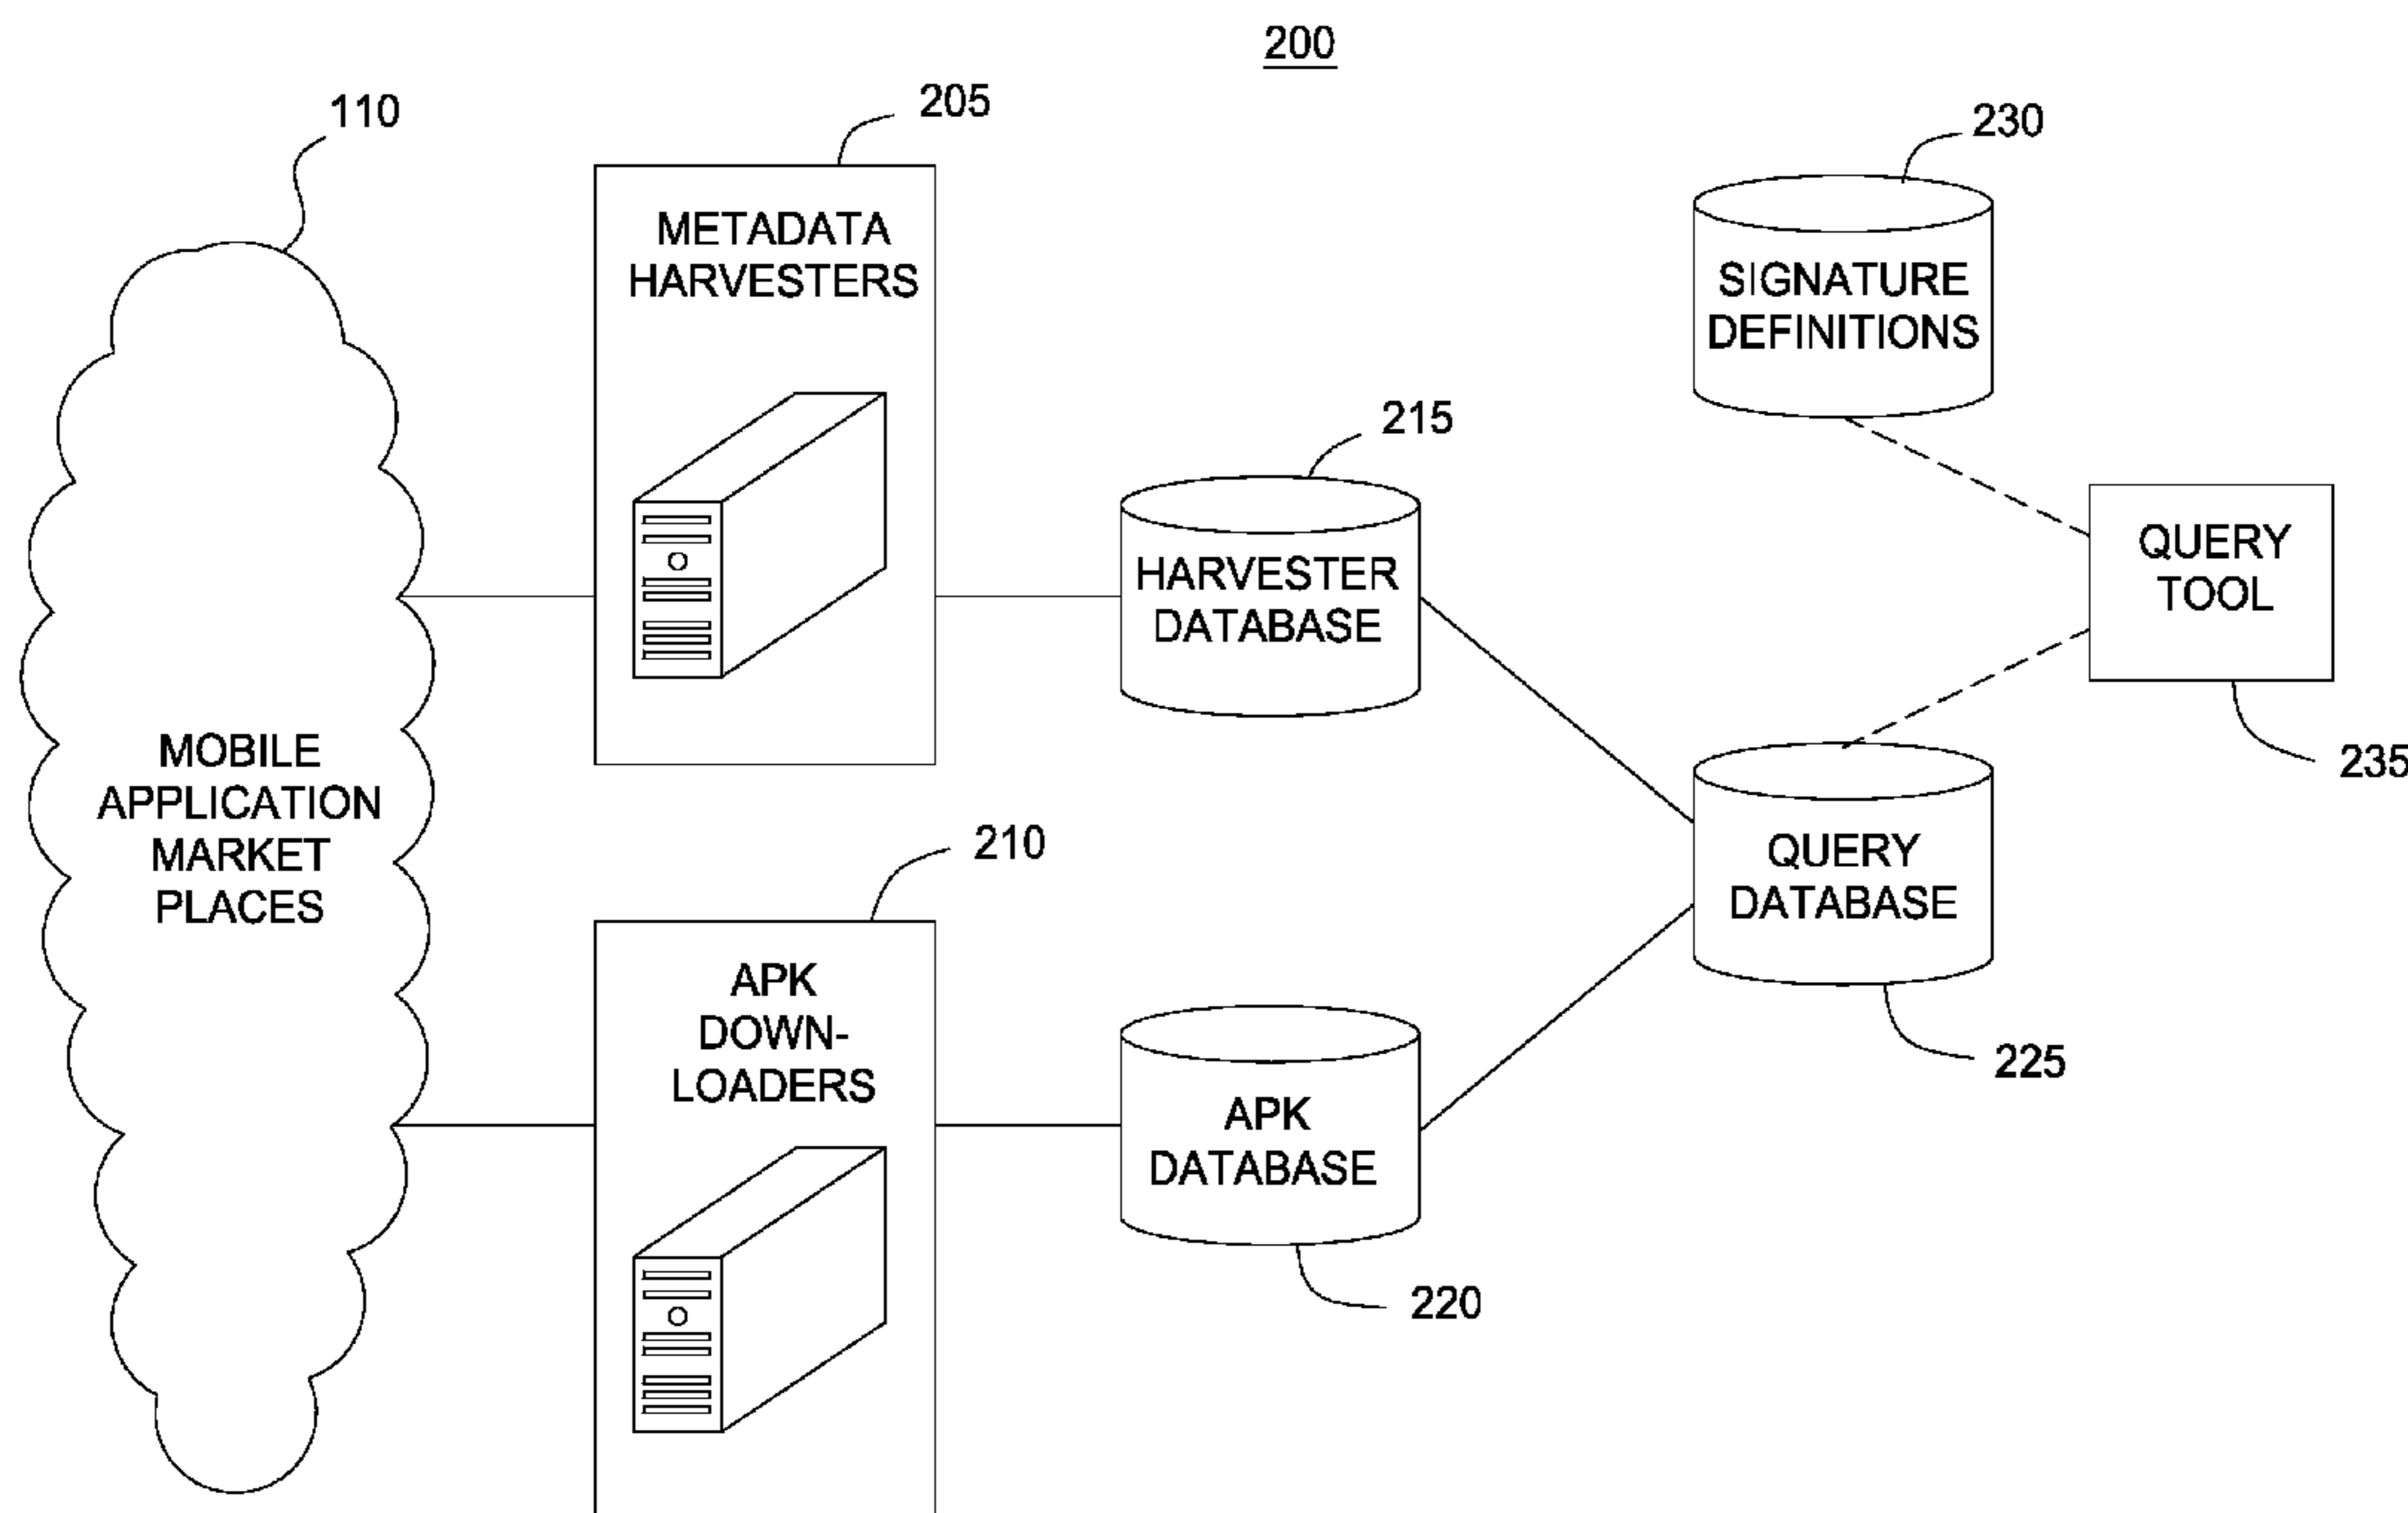 200
110
205
230
METADATA
HARVESTERS
SIGNATURE
DEFINITIONS
215
HARVESTER
DATABASE
QUERY
TOOL
235
MOBILE
APPLICATION
MARKET
PLACES
210
QUERY
DATABASE
225
APK
DOWN-
LOADERS
APK
DATABASE
220